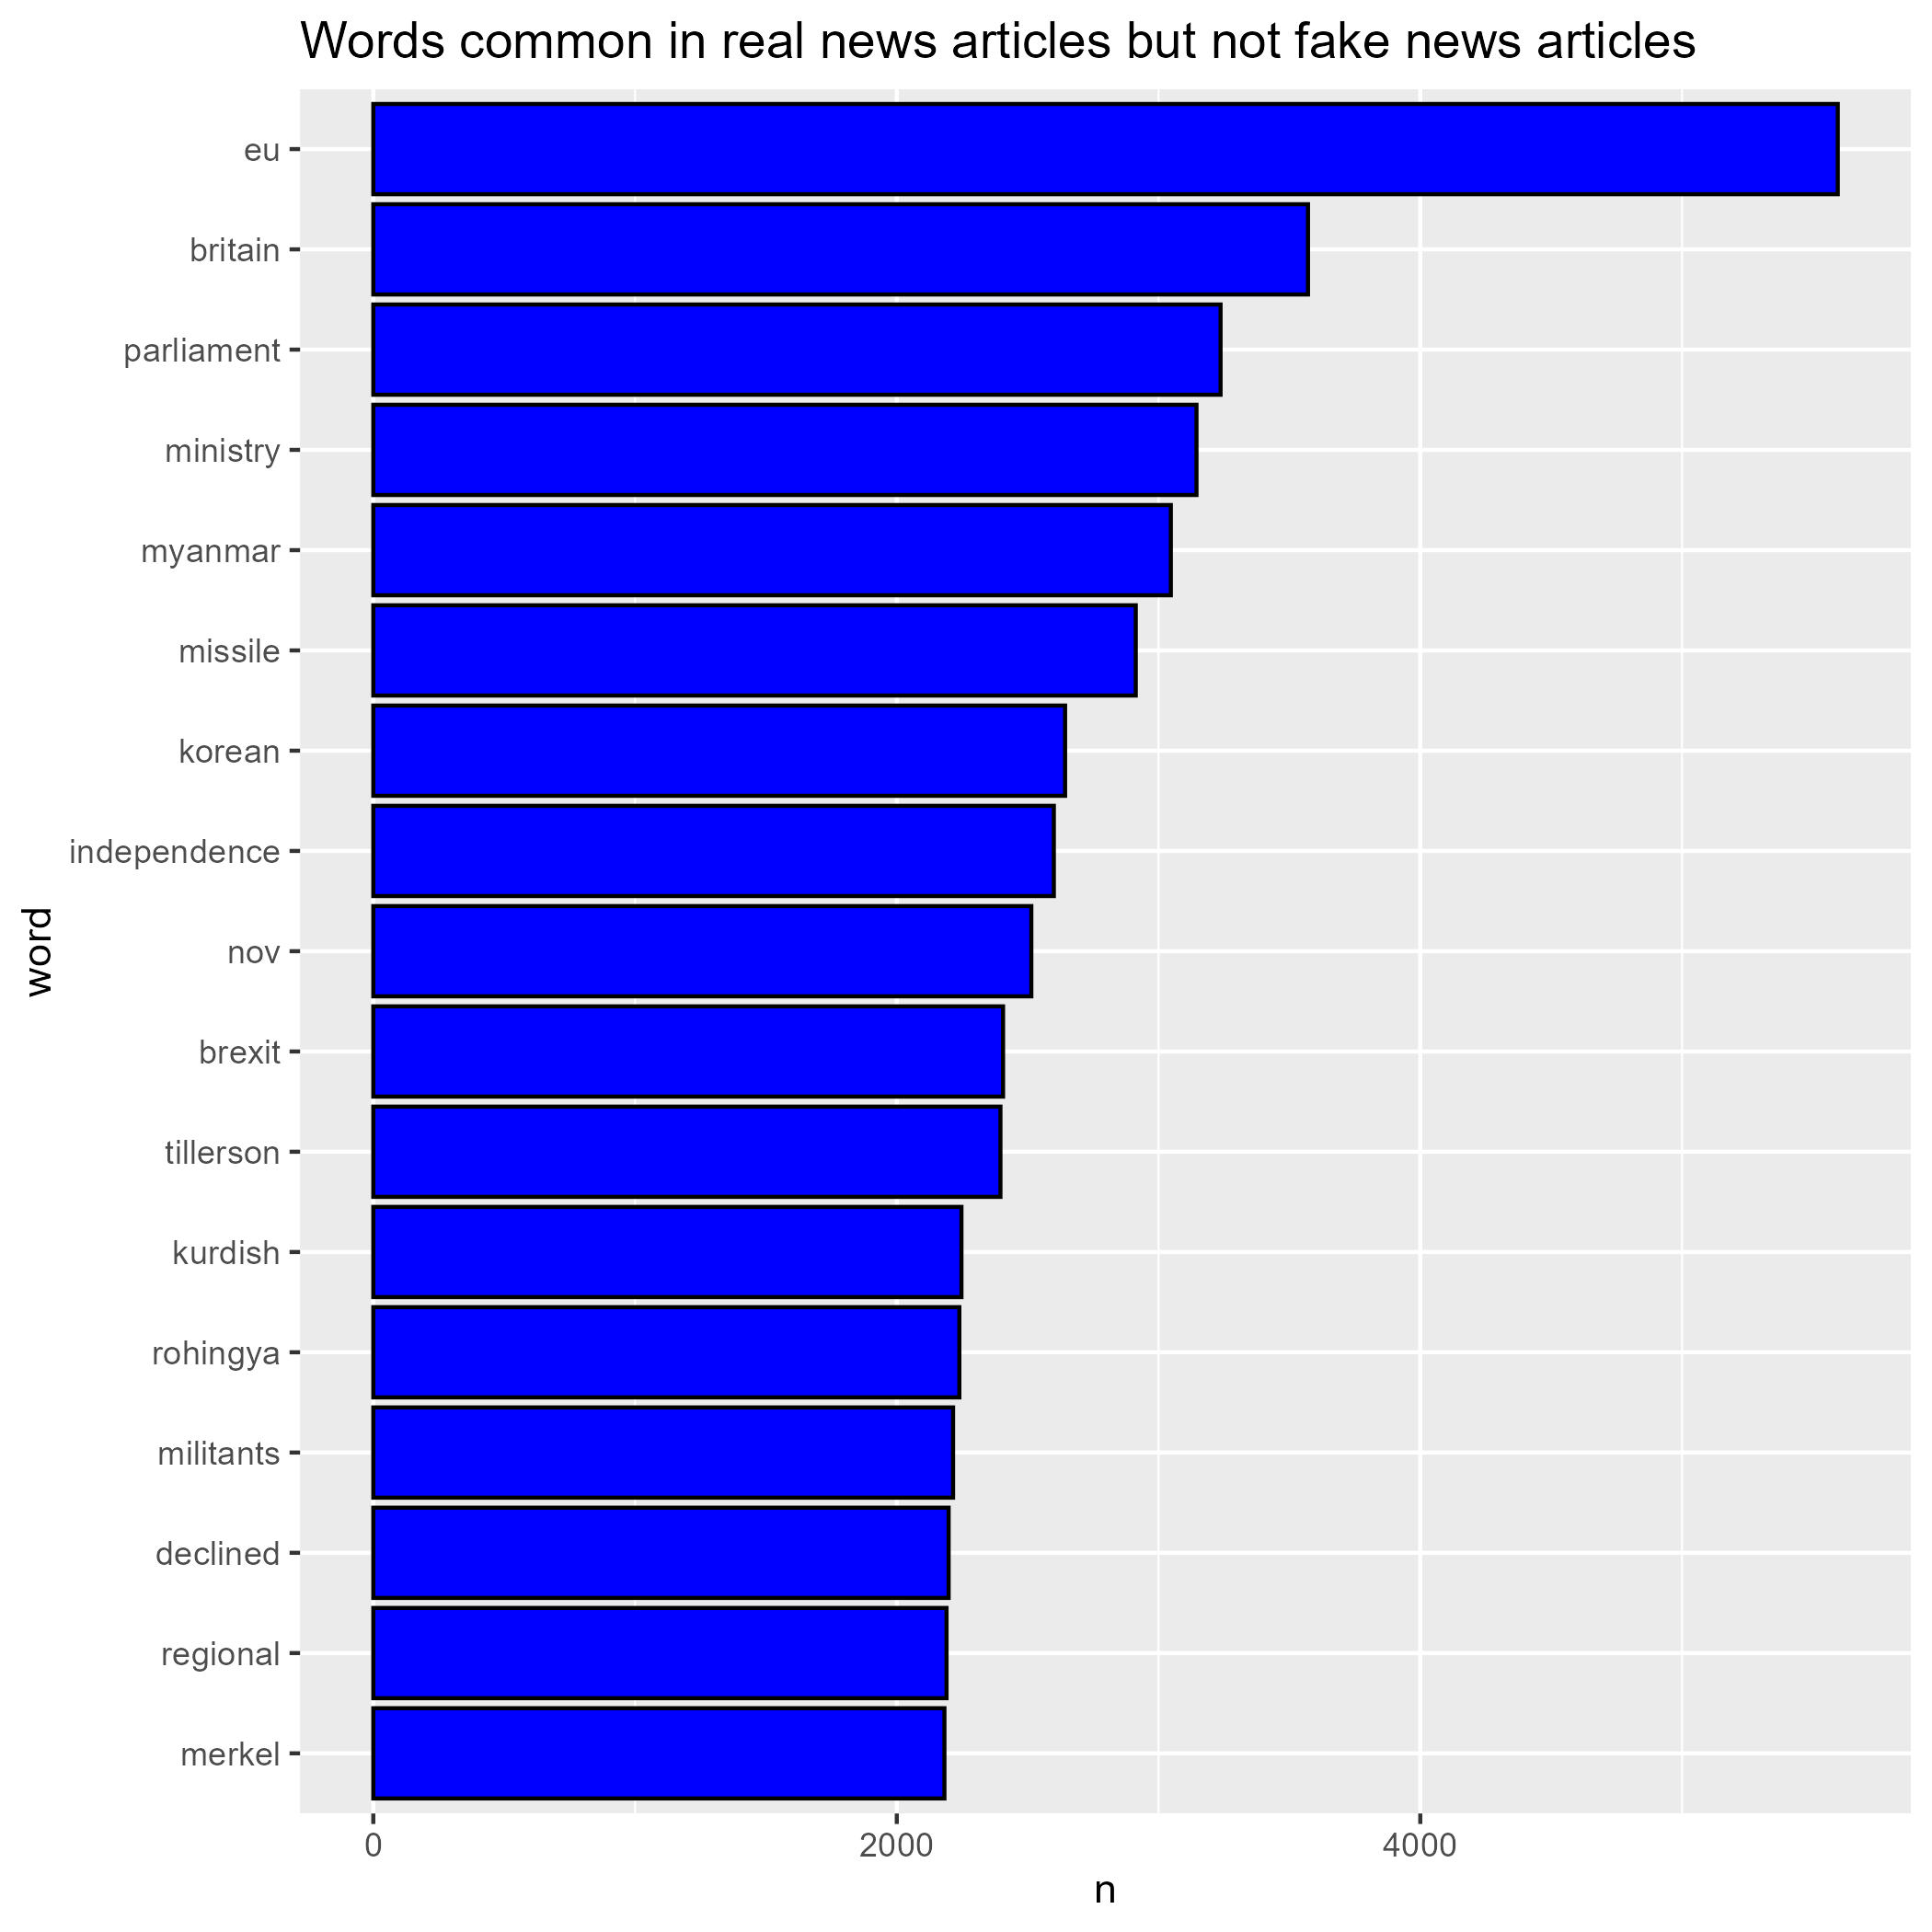 Words common in real news articles but not fake news articles
word
eu
britain
parliament
ministry
myanmar
missile
korean
independence
nov
brexit
tillerson
kurdish
rohingya
militants
declined
regional
merkel
0 2000 4000
n